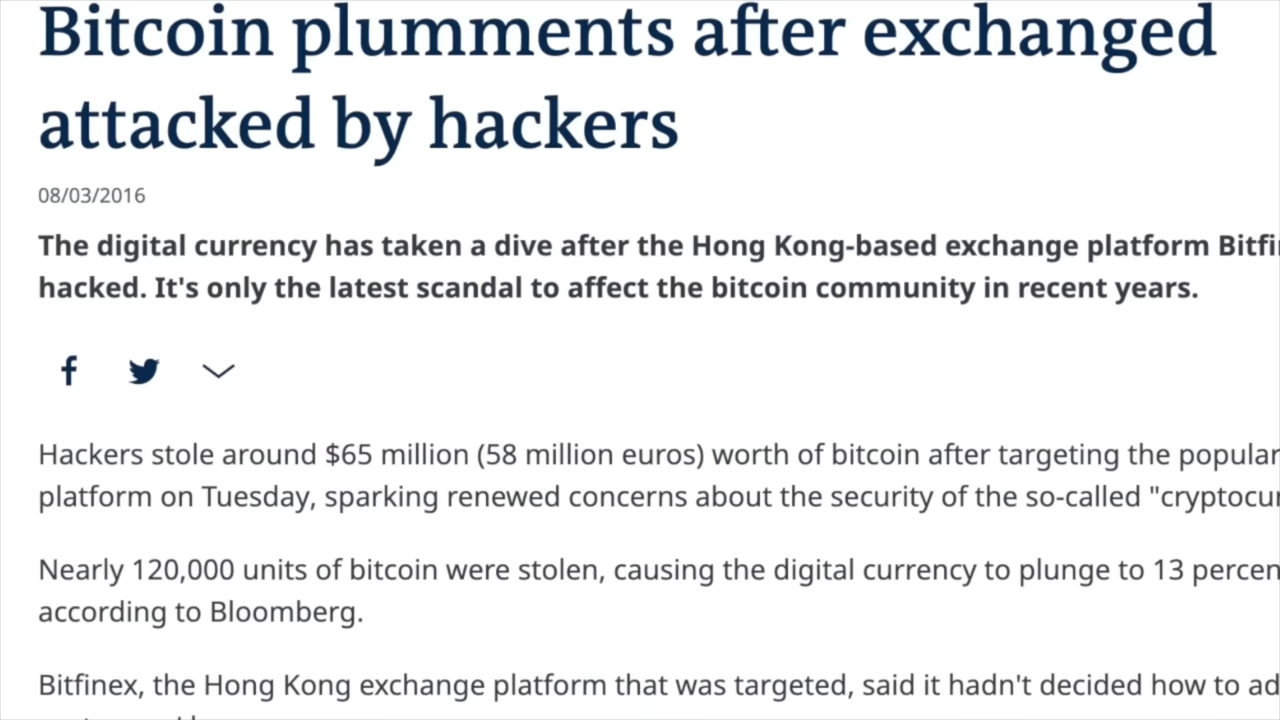 Bitcoin plumments after exchanged
attacked by hackers
08/03/2016
The digital currency has taken a dive after the Hong Kong-based exchange platform
hacked. It's only the latest scandal to affect the bitcoin community in recent years.
Hackers stole around $65 million (58 million euros) worth of bitcoin after targeting the popular
platform on Tuesday, sparking renewed concerns about the security of the so-called
Nearly 120,000 units of bitcoin were stolen, causing the digital currency to plunge to 13
according to Bloomberg.
Bitfinex, the Hong Kong exchange platform that was targeted, said it hadn't decided how to